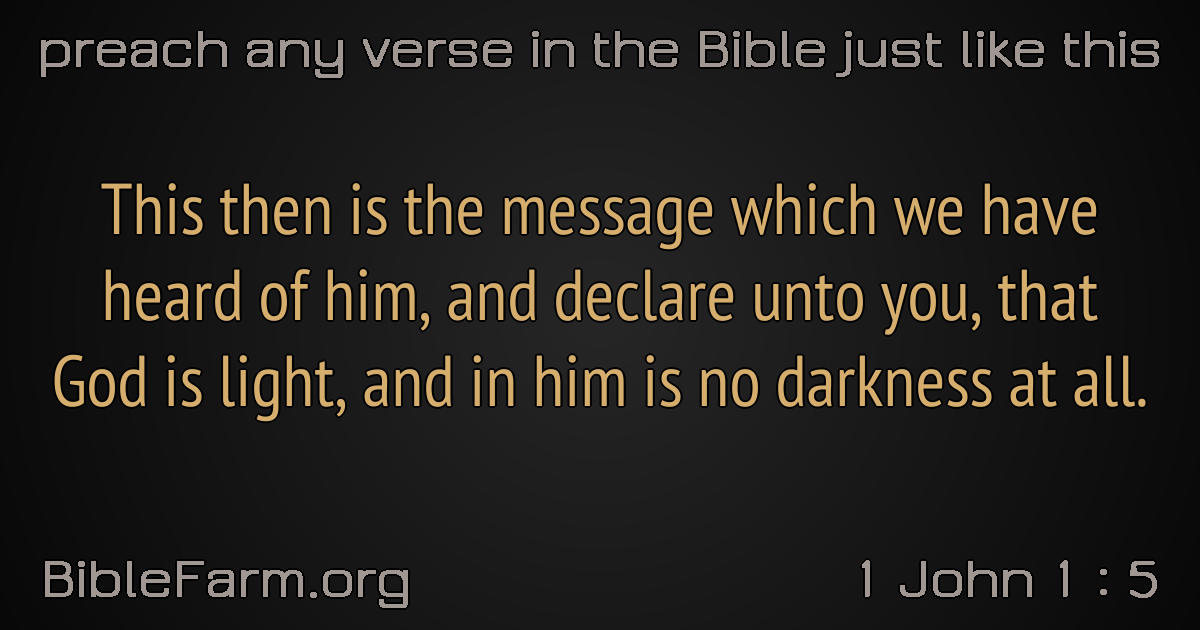 preach any verse in the Bible just like this
This then is the message which we have
heard of him, and declare unto you, that
God is light, and in him is no darkness at all.
BibleFarm.org
1 John 1 : 5